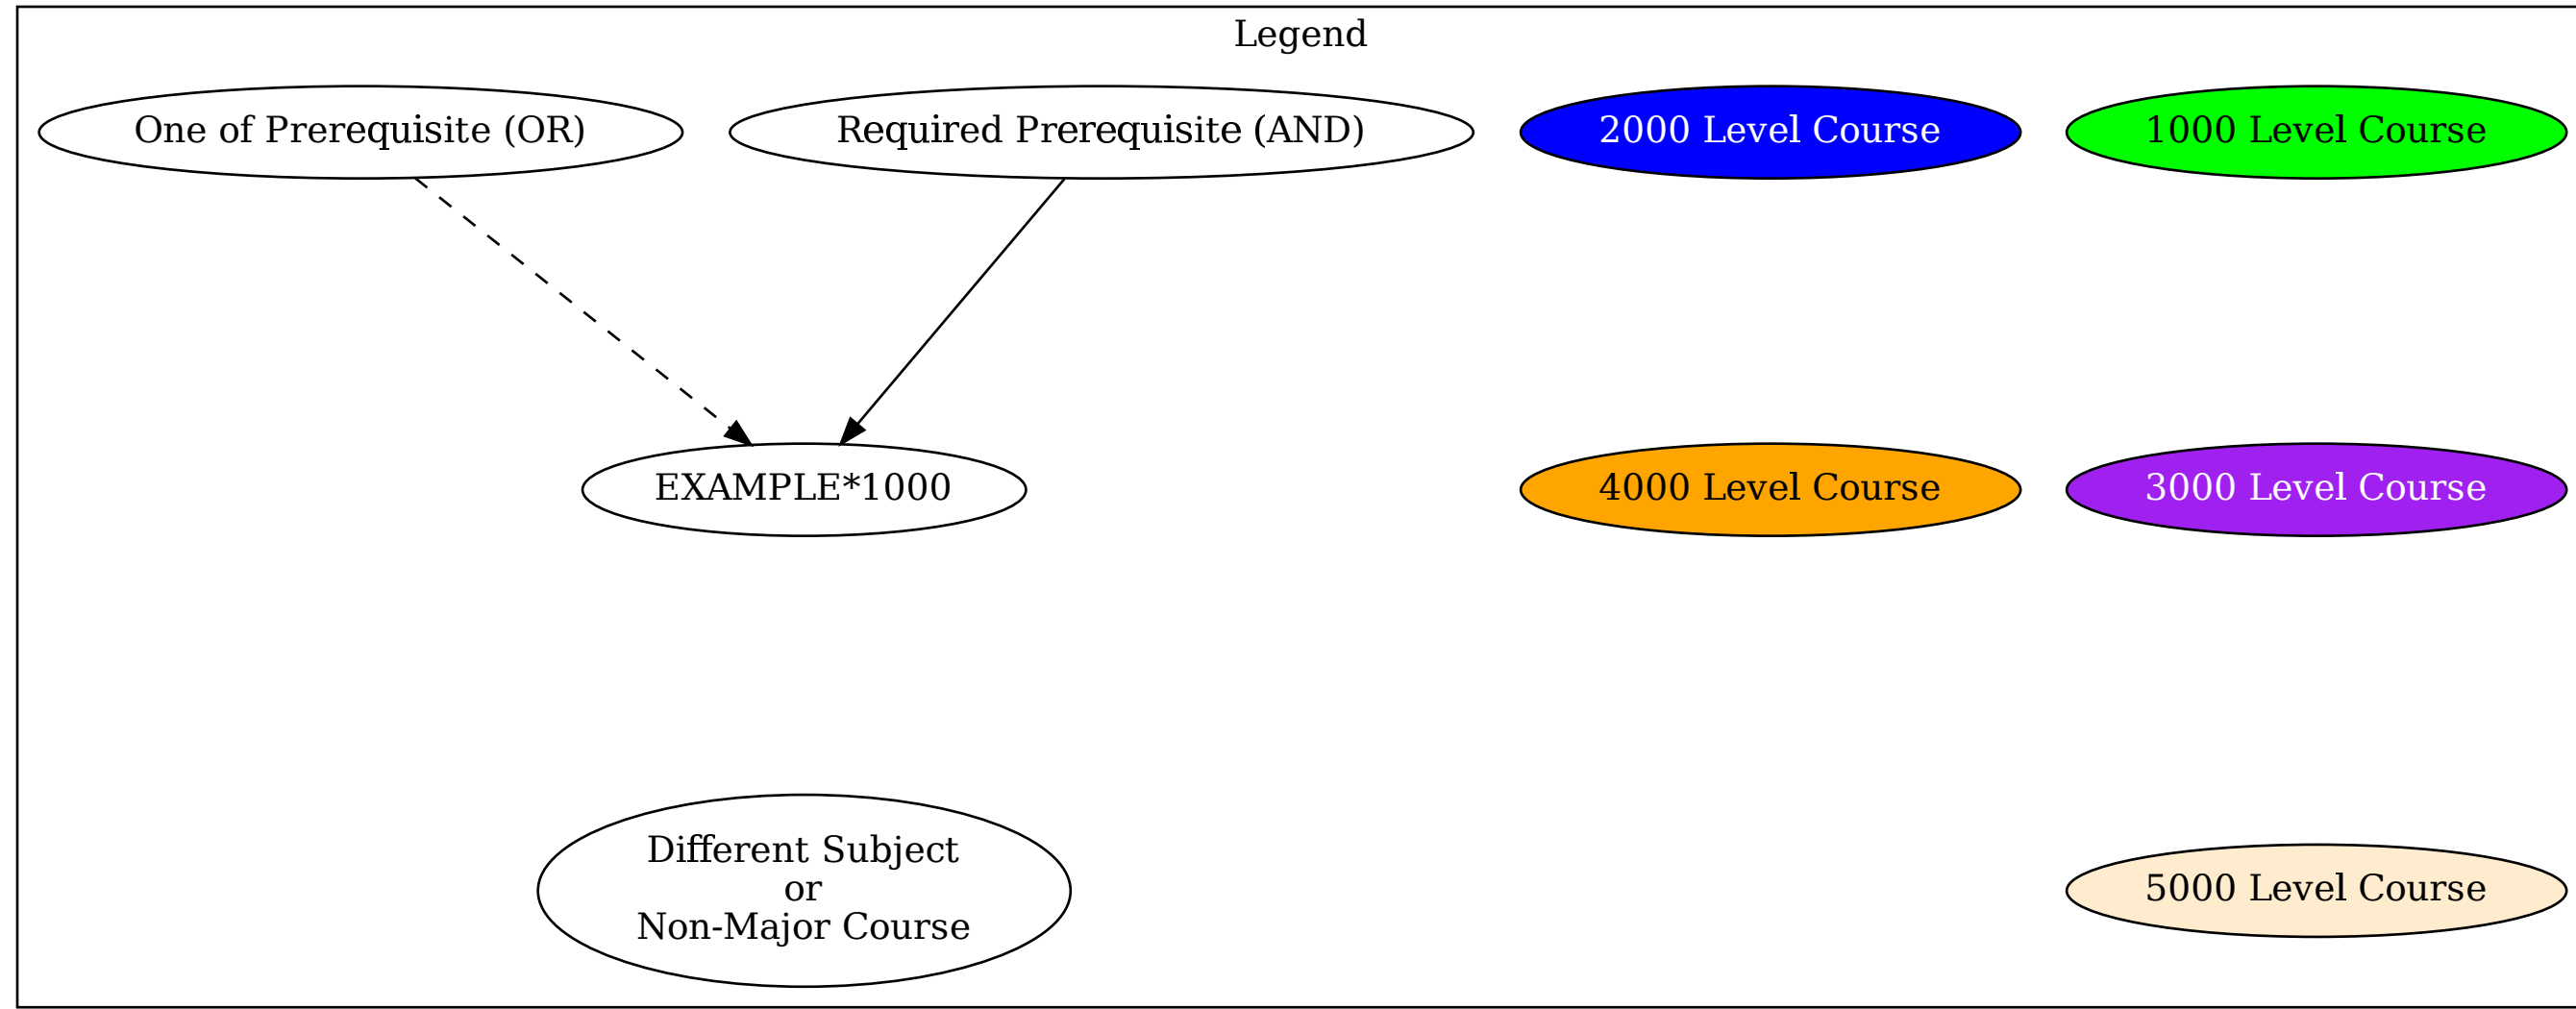 Legend
One of Prerequisite (OR)
Required Prerequisite (AND)
2000 Level Course
1000 Level Course
EXAMPLE*1000
4000 Level Course
3000 Level Course
Different Subject
or
Non-Major Course
5000 Level Course